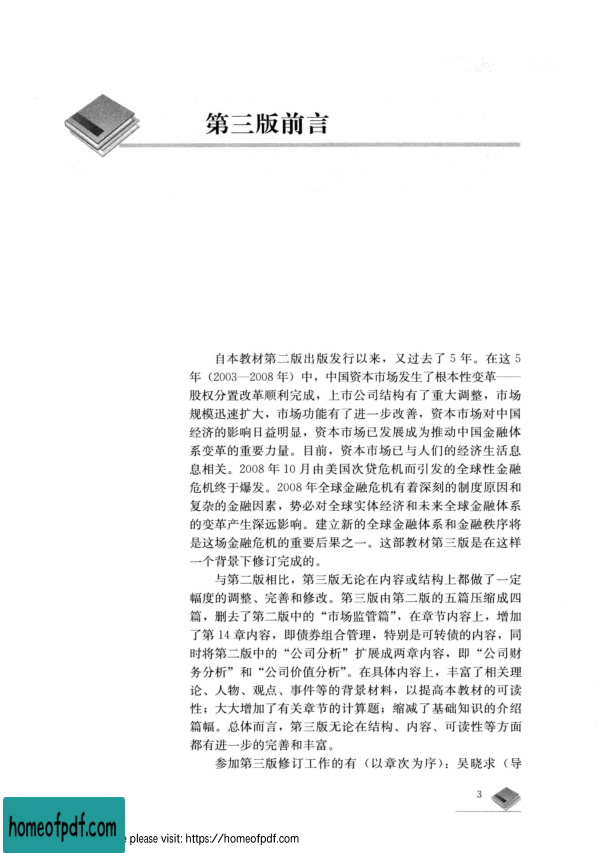 第三版前言
自本教材第二版出版发行以来，又过去了 5 年。在这 5
年（2003—2008 年）中，中国资本市场发生了根本性变革——
股权分置改革顺利完成，上市公司结构有了重大调整，市场
规模迅速扩大，市场功能有了进一步改善，资本市场对中国
经济的影响日益明显，资本市场已发展成为推动中国金融体
系变革的重要力量。目前，资本市场已与人们的经济生活息
息相关。2008 年 10 月由美国次贷危机而引发的全球性金融
危机终于爆发。2008 年全球金融危机有着深刻的制度原因和
复杂的金融因素，势必对全球实体经济和未来全球金融体系
的变革产生深远影响。建立新的全球金融体系和金融秩序将
是这场金融危机的重要后果之一。这部教材第三版是在这样
一个背景下修订完成的。
与第二版相比，第三版无论在内容或结构上都做了一定
幅度的调整、完善和修改。第三版由第二版的五篇压缩成四
篇，删去了第二版中的“市场监管篇”，在章节内容上，增加
了第 14 章内容，即债券组合管理，特别是可转债的内容，同
时将第二版中的“公司分析”扩展成两章内容，即“公司财
务分析”和“公司价值分析”。在具体内容上，丰富了相关理
论、人物、观点、事件等的背景材料，以提高本教材的可读
性；大大增加了有关章节的计算题；缩减了基础知识的介绍
篇幅。总体而言，第三版无论在结构、内容、可读性等方面
都有进一步的完善和丰富。
参加第三版修订工作的有（以章次为序）：吴晓求（导
3
homeofpdf.com
please visit: https://homeofpdf.com